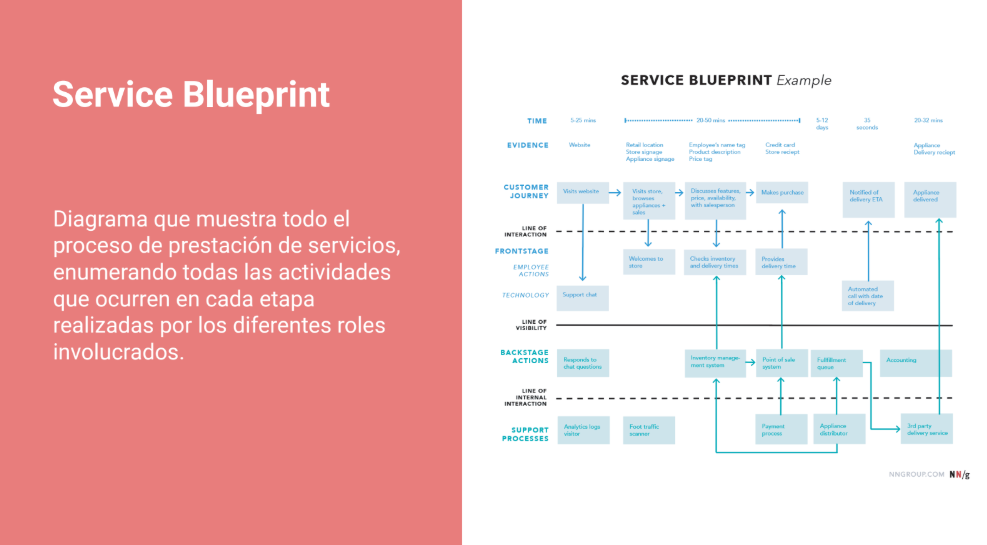 Service Blueprint
Diagrama que muestra todo el
proceso de prestación de servicios,
enumerando todas las actividades
que ocurren en cada etapa
realizadas por los diferentes roles
involucrados.
SERVICE BLUEPRINT Example
TIME
5-25 mins
20-50 mins
5-12
days
35
seconds
20-32 mins
EVIDENCE
Website
Retail location
Store signage
Appliance signage
Employee's name tag
Product description
Price tag
Credit card
Store reciept
Appliance
Delivery reciept
CUSTOMER
JOURNEY
Visits website
Visits store,
browses
appliances +
sales
Discusses features,
price, availability,
with salesperson
Makes purchase
Notified of
delivery ETA
Appliance
delivered
LINE OF
INTERACTION
FRONTSTAGE
EMPLOYEE
ACTIONS
Welcomes to
store
Checks inventory
and delivery times
Provides
delivery time
TECHNOLOGY
Support chat
Automated
call with date
of delivery
LINE OF
VISIBILITY
BACKSTAGE
ACTIONS
Responds to
chat questions
Inventory manage-
ment system
Point of sale
system
Fulfillment
queue
Accounting
LINE OF
INTERNAL
INTERACTION
SUPPORT
PROCESSES
Analytics logs
visitor
Foot traffic
scanner
Payment
process
Appliance
distributor
3rd party
delivery service
NNGROUP.COM NN/g